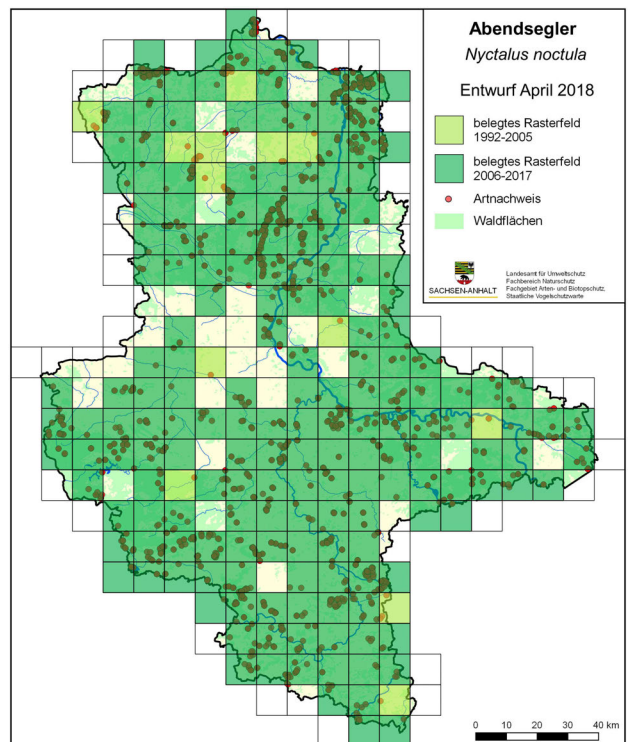 Abendsegler
Nyctalus noctula
Entwurf April 2018
belegtes Rasterfeld
1992-2005
belegtes Rasterfeld
2006-2017
Artnachweis
Waldflächen
SACHSEN-ANHALT
Landesamt für Umweltschutz
Fachbereich Naturschutz
Fachgebiet Arten- und Biotopschutz,
Staatliche Vogelschutzwarte
0 10 20 30 40 km